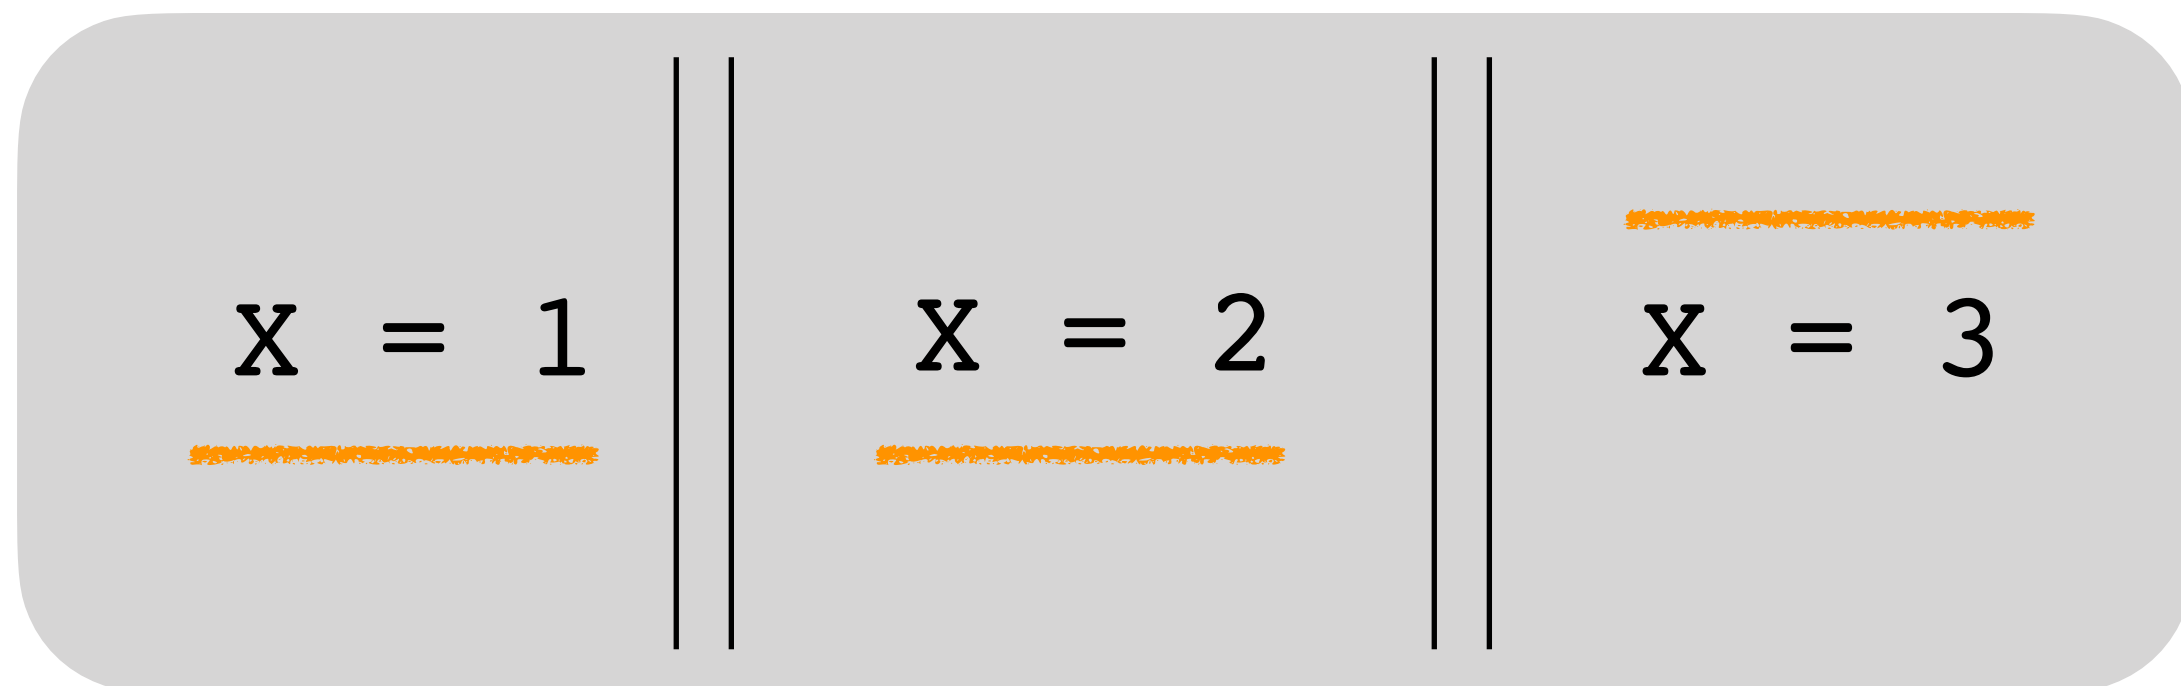 x = 1 || x = 2 || x = 3